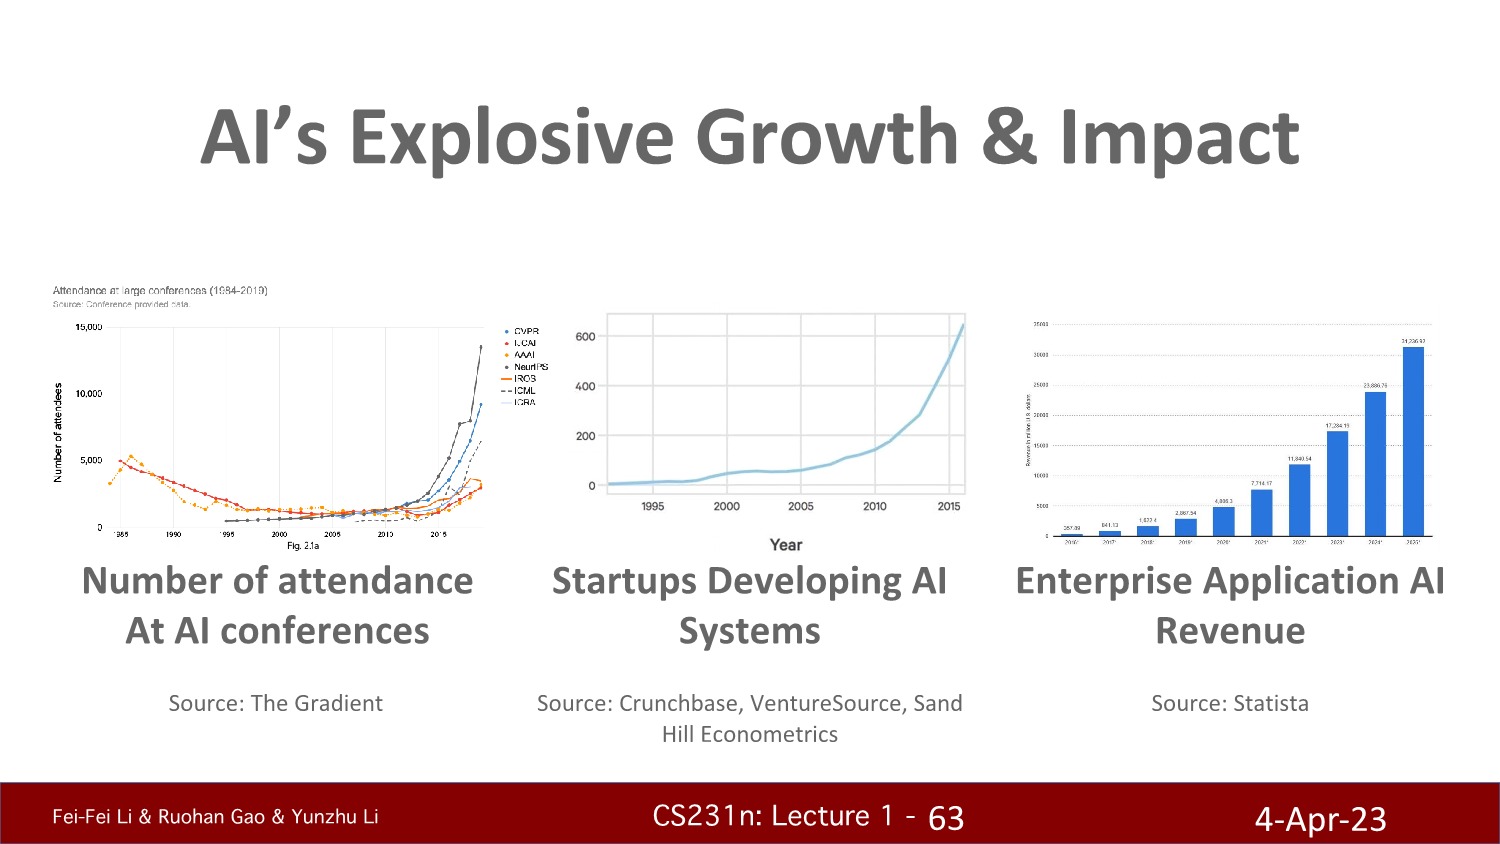 AI's Explosive Growth & Impact
Attendance at large conferences (1984-2019)
Source: Conference provided data.
Number of attendees
15,000
10,000
5,000
0
1985 1990 1995 2000 2005 2010 2015
Fig. 2.1a
CVPR
IJCAI
AAAI
NeurIPS
IROS
ICML
ICRA
600
400
200
0
1995 2000 2005 2010 2015
Year
Revenue in million U.S. dollars
35000
30000
25000
20000
15000
10000
5000
0
357.89
841.13
1,622.4
2,867.54
4,806.3
7,714.17
11,840.54
17,284.19
23,886.76
31,236.92
2016* 2017* 2018* 2019* 2020* 2021* 2022* 2023* 2024* 2025*
Number of attendance
At AI conferences
Startups Developing AI
Systems
Enterprise Application AI
Revenue
Source: The Gradient
Source: Crunchbase, VentureSource, Sand
Hill Econometrics
Source: Statista
Fei-Fei Li & Ruohan Gao & Yunzhu Li
CS231n: Lecture 1 - 63
4-Apr-23